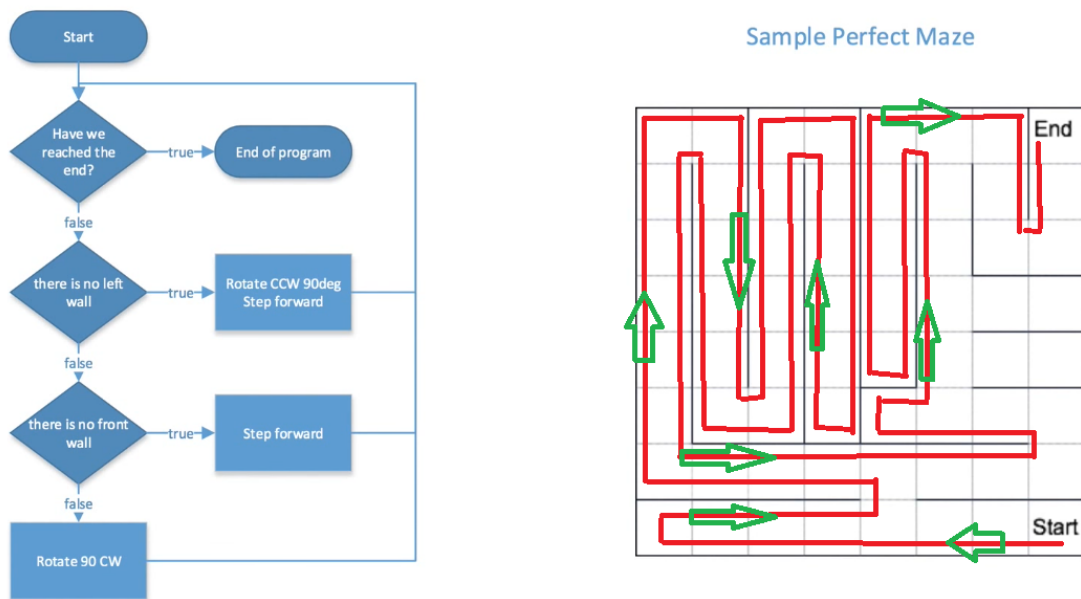 Start
Have we
reached the
end?
true
End of program
false
there is no left
wall
true
Rotate CCW 90deg
Step forward
false
there is no front
wall
true
Step forward
false
Rotate 90 CW
Sample Perfect Maze
End
Start